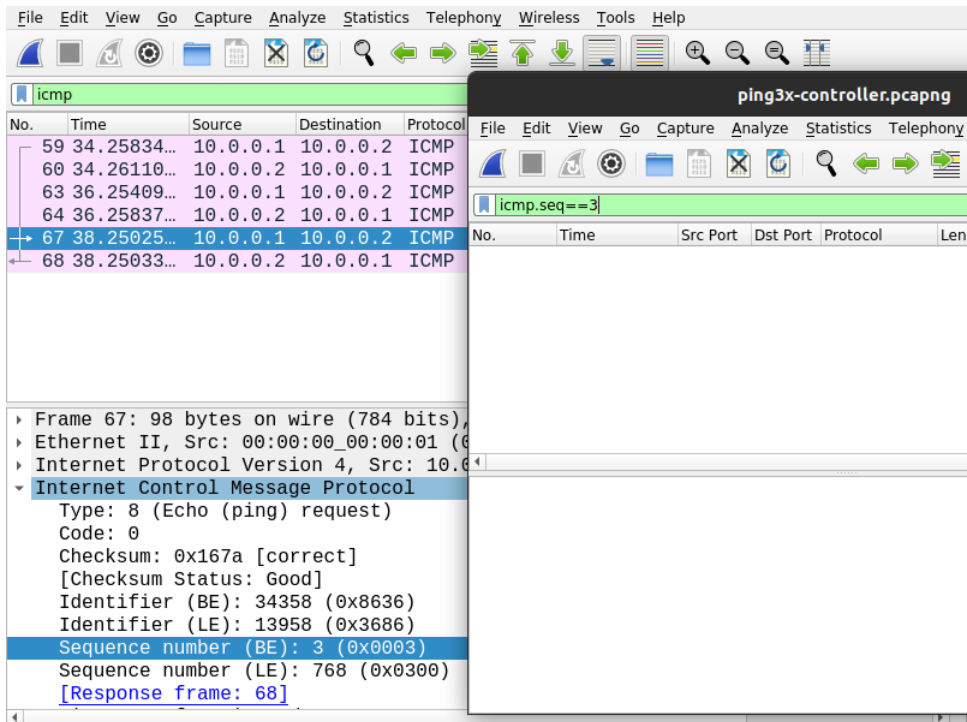 File Edit View Go Capture Analyze Statistics Telephony Wireless Tools Help
icmp
No. Time Source Destination Protocol
59 34.25834… 10.0.0.1 10.0.0.2 ICMP
60 34.26110… 10.0.0.2 10.0.0.1 ICMP
63 36.25409… 10.0.0.1 10.0.0.2 ICMP
64 36.25837… 10.0.0.2 10.0.0.1 ICMP
67 38.25025… 10.0.0.1 10.0.0.2 ICMP
68 38.25033… 10.0.0.2 10.0.0.1 ICMP
Frame 67: 98 bytes on wire (784 bits),
Ethernet II, Src: 00:00:00_00:00:01 (0
Internet Protocol Version 4, Src: 10.0
Internet Control Message Protocol
Type: 8 (Echo (ping) request)
Code: 0
Checksum: 0x167a [correct]
[Checksum Status: Good]
Identifier (BE): 34358 (0x8636)
Identifier (LE): 13958 (0x3686)
Sequence number (BE): 3 (0x0003)
Sequence number (LE): 768 (0x0300)
[Response frame: 68]
ping3x-controller.pcapng
File Edit View Go Capture Analyze Statistics Telephony
icmp.seq==3
No. Time Src Port Dst Port Protocol Len